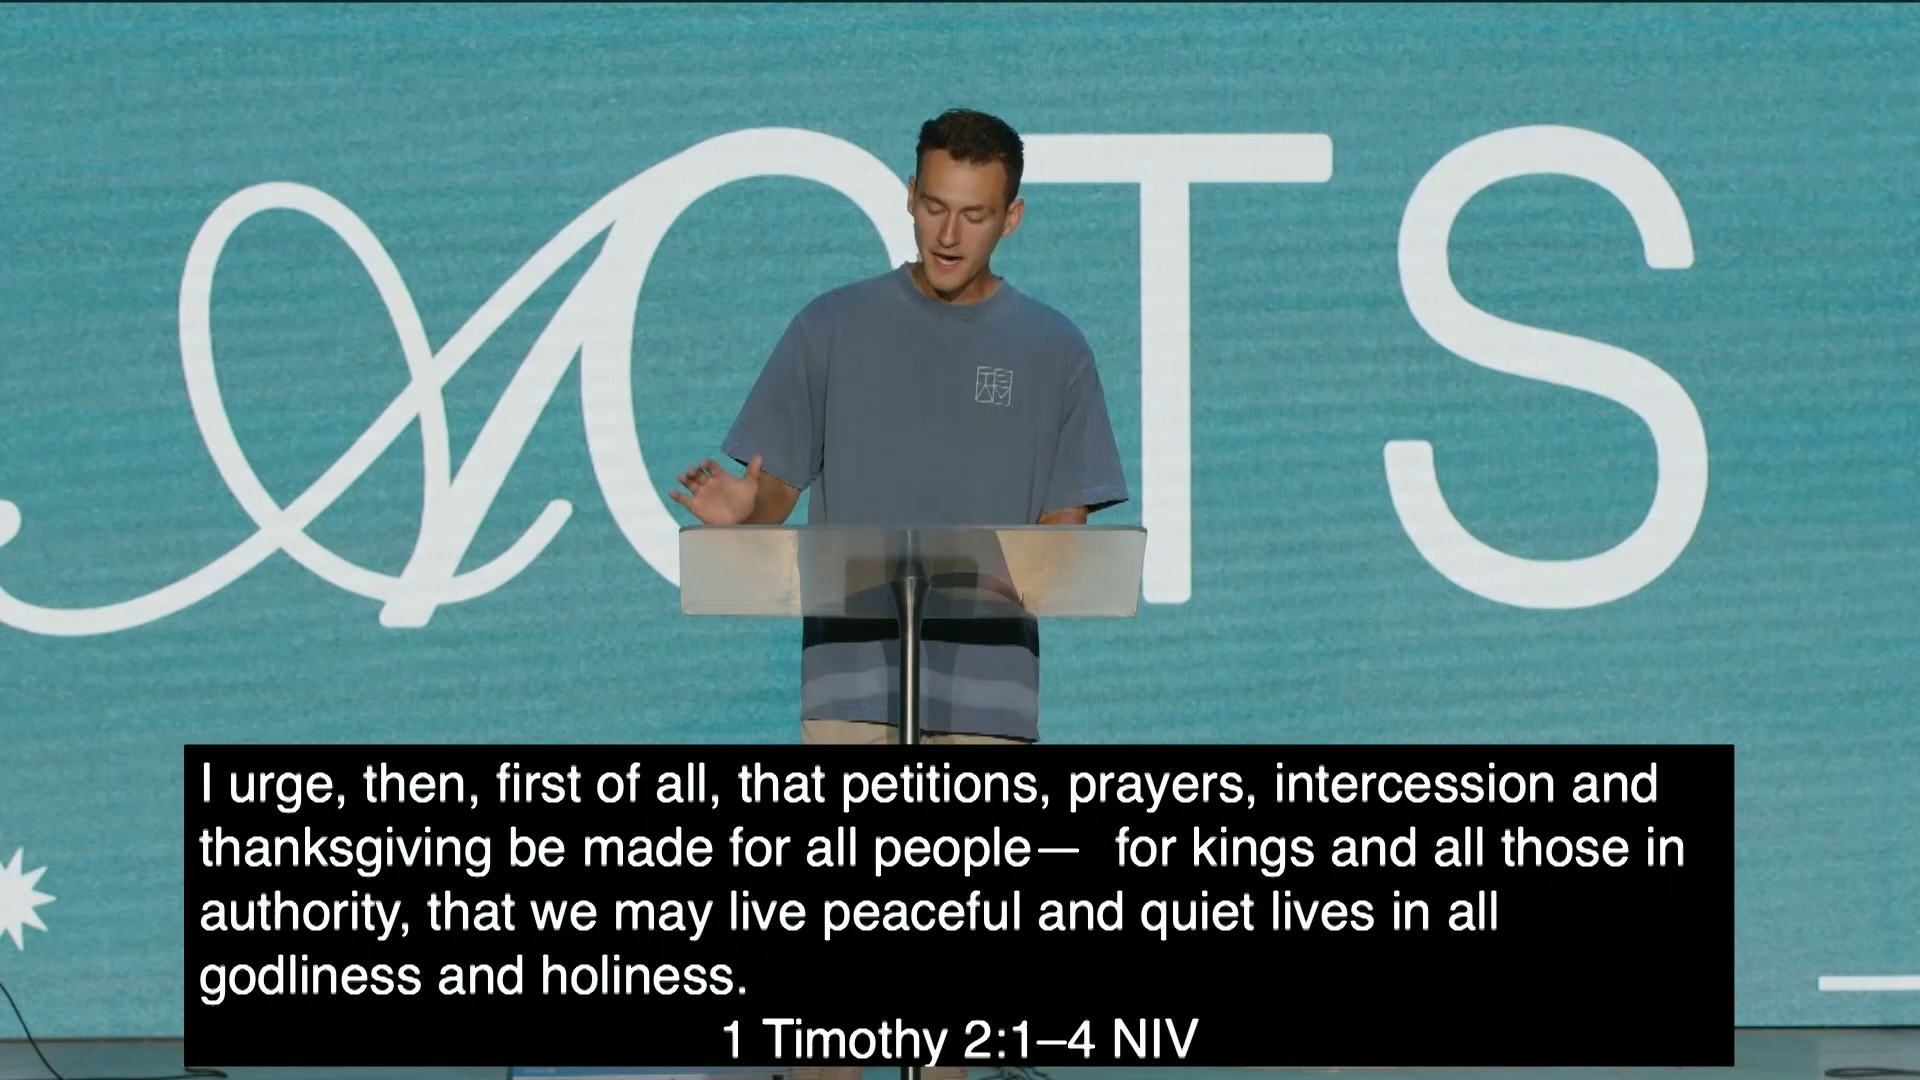 ACTS
TE
AM
I urge, then, first of all, that petitions, prayers, intercession and
thanksgiving be made for all people— for kings and all those in
authority, that we may live peaceful and quiet lives in all
godliness and holiness.
1 Timothy 2:1–4 NIV